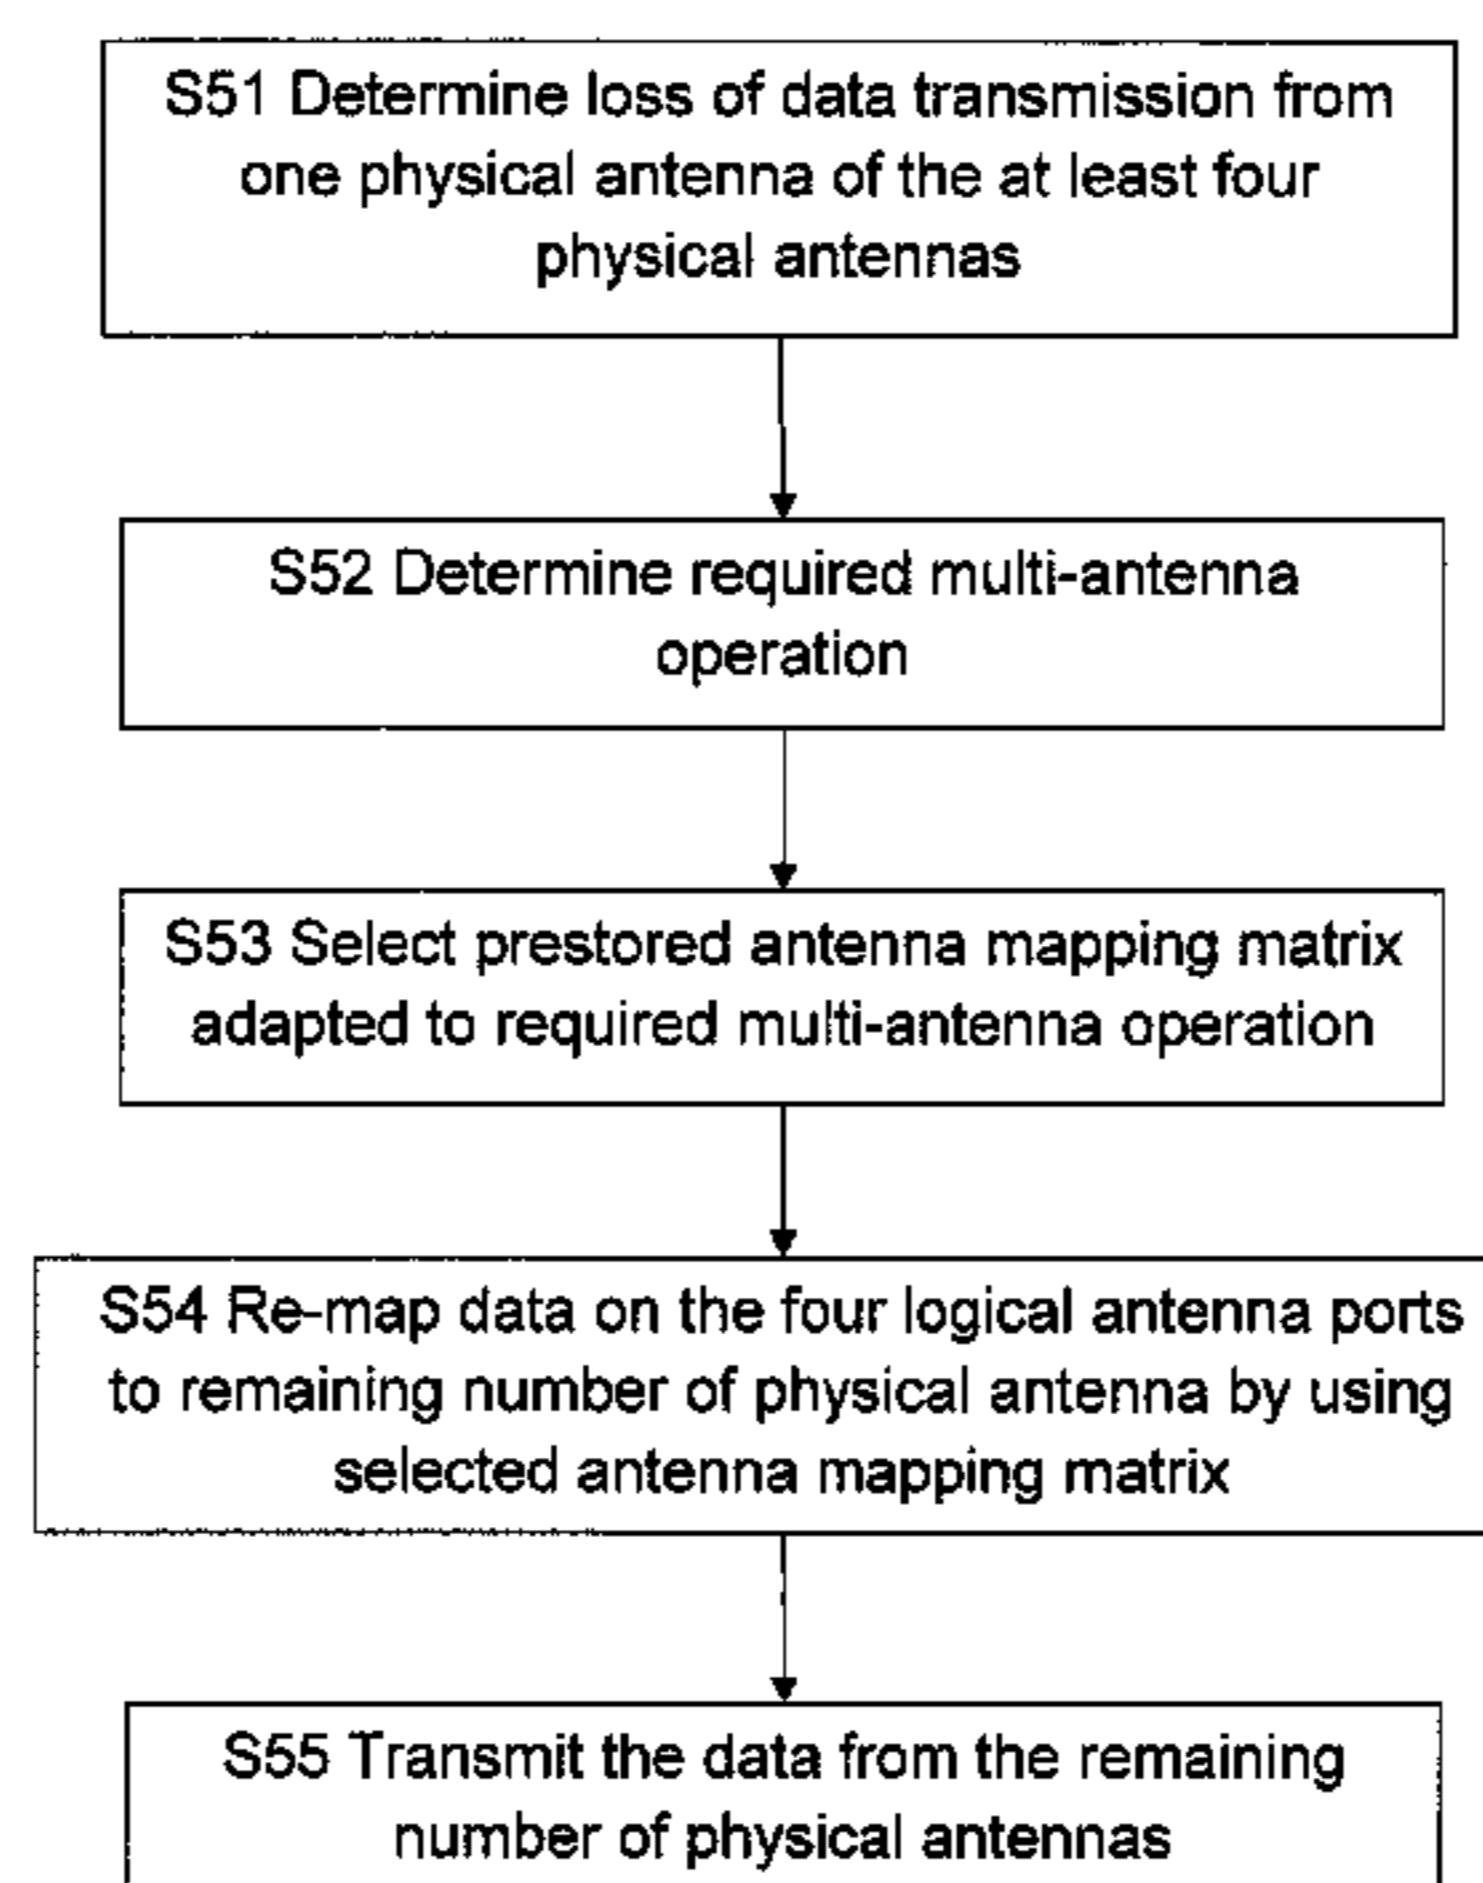 S51 Determine loss of data transmission from
one physical antenna of the at least four
physical antennas
S52 Determine required multi-antenna
operation
S53 Select prestored antenna mapping matrix
adapted to required multi-antenna operation
S54 Re-map data on the four logical antenna ports
to remaining number of physical antenna by using
selected antenna mapping matrix
S55 Transmit the data from the remaining
number of physical antennas